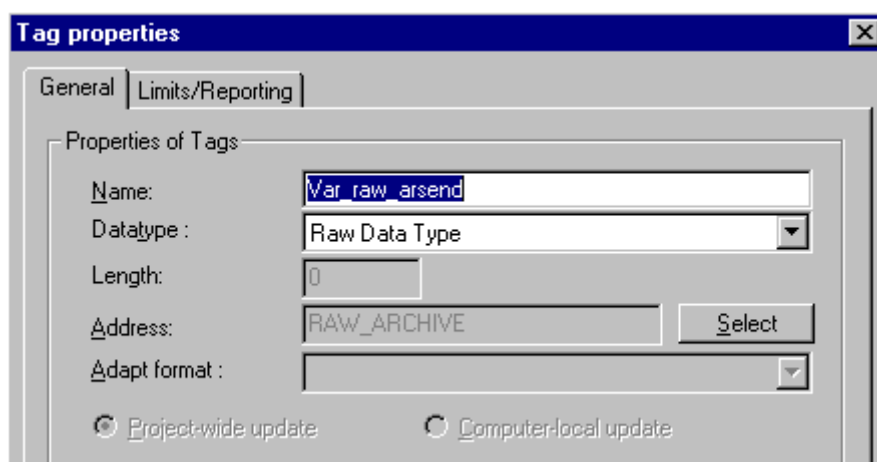 Tag properties
General Limits/Reporting
Properties of Tags
Name: Var_raw_arsend
Datatype : Raw Data Type
Length: 0
Address: RAW_ARCHIVE Select
Adapt format :
Project-wide update Computer-local update